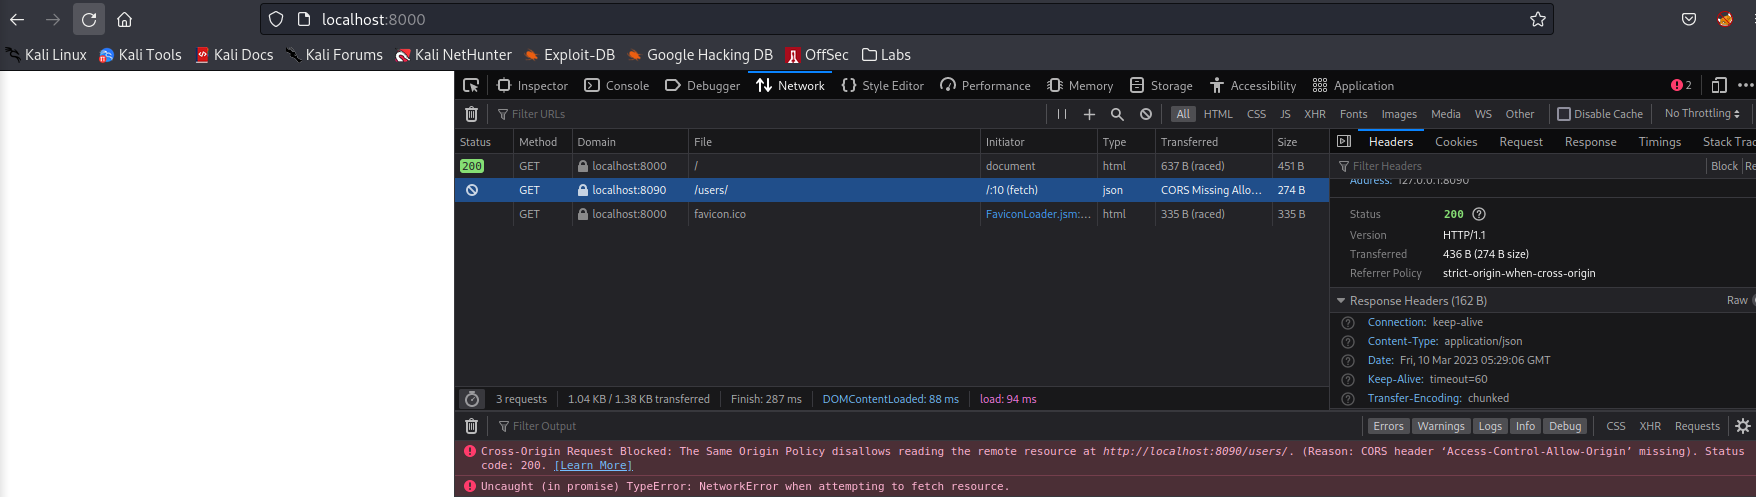 localhost:8000
Kali Linux Kali Tools Kali Docs Kali Forums Kali NetHunter Exploit-DB Google Hacking DB OffSec Labs
Inspector Console Debugger Network Style Editor Performance Memory Storage Accessibility Application 2
Filter URLs All HTML CSS JS XHR Fonts Images Media WS Other Disable Cache No Throttling
Status Method Domain File Initiator Type Transferred Size Headers Cookies Request Response Timings Stack Tra
200 GET localhost:8000 / document html 637 B (raced) 451 B Filter Headers Block Re
GET localhost:8090 /users/ /:10 (fetch) json CORS Missing Allo... 274 B Address: 127.0.0.1:8090
GET localhost:8000 favicon.ico FaviconLoader.jsm:... html 335 B (raced) 335 B Status 200
Version HTTP/1.1
Transferred 436 B (274 B size)
Referrer Policy strict-origin-when-cross-origin
Response Headers (162 B) Raw
Connection: keep-alive
Content-Type: application/json
Date: Fri, 10 Mar 2023 05:29:06 GMT
Keep-Alive: timeout=60
3 requests 1.04 KB / 1.38 KB transferred Finish: 287 ms DOMContentLoaded: 88 ms load: 94 ms Transfer-Encoding: chunked
Filter Output Errors Warnings Logs Info Debug CSS XHR Requests
Cross-Origin Request Blocked: The Same Origin Policy disallows reading the remote resource at http://localhost:8090/users/. (Reason: CORS header ‘Access-Control-Allow-Origin’ missing). Status
code: 200. [Learn More]
Uncaught (in promise) TypeError: NetworkError when attempting to fetch resource.